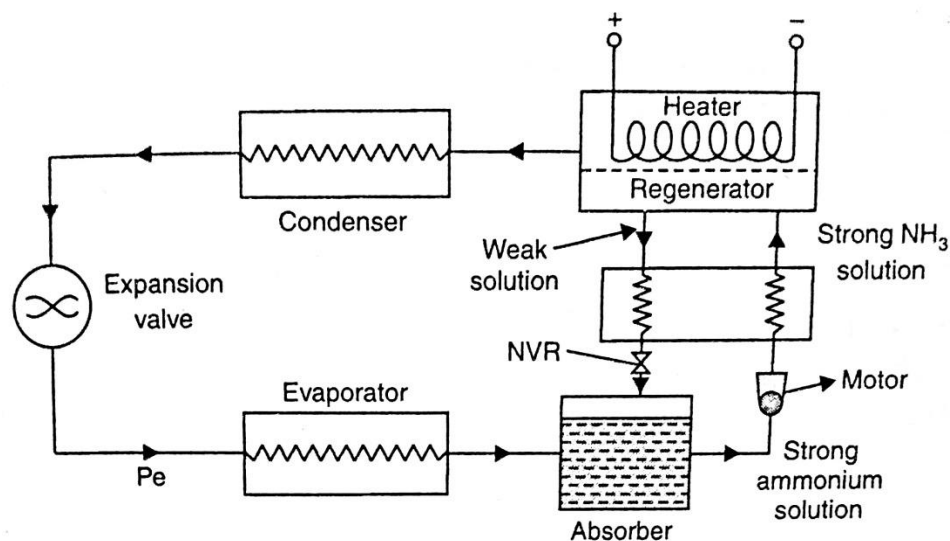 + −
Heater
Regenerator
Condenser
Weak
solution
Strong NH₃
solution
Expansion
valve
NVR
Motor
Evaporator
Pe
Strong
ammonium
solution
Absorber